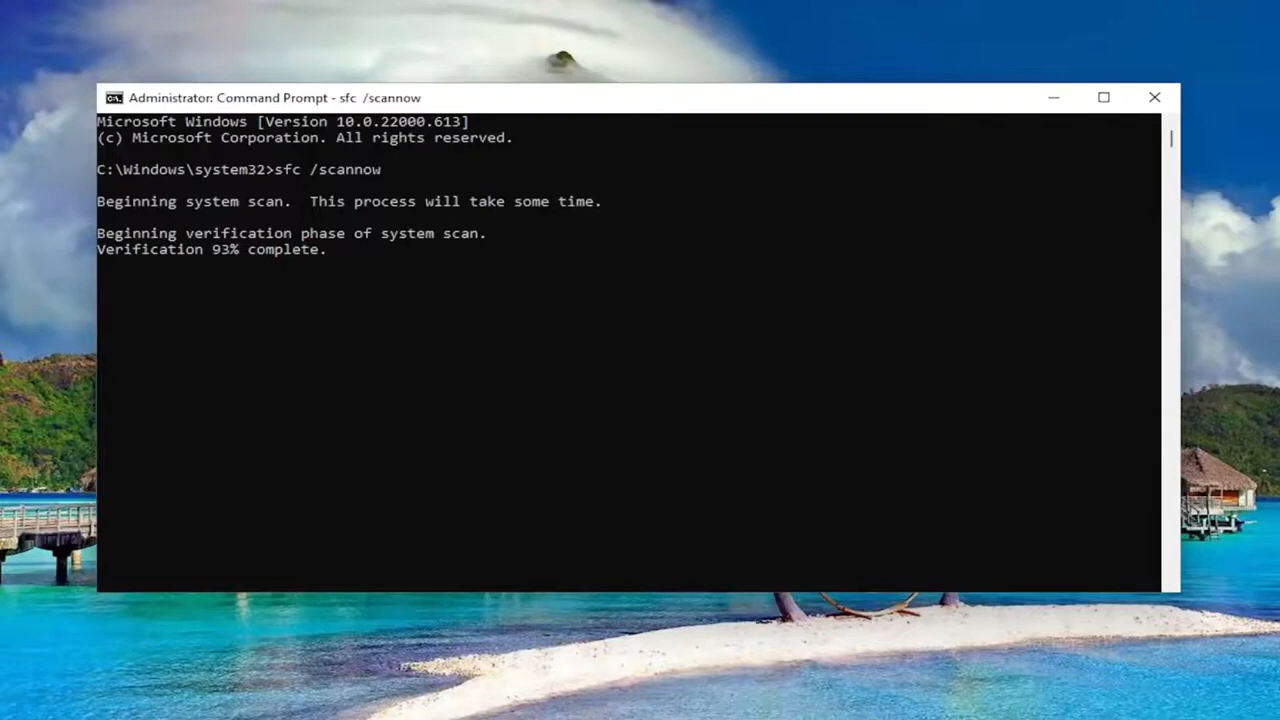 Administrator: Command Prompt - sfc  /scannow
Microsoft Windows [Version 10.0.22000.613]
(c) Microsoft Corporation. All rights reserved.
C:\Windows\system32>sfc /scannow
Beginning system scan.  This process will take some time.
Beginning verification phase of system scan.
Verification 93% complete.